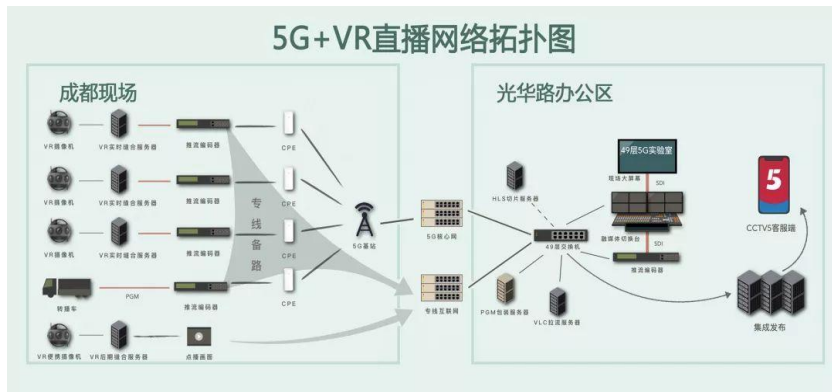 5G+VR直播网络拓扑图
成都现场
VR摄像机
VR实时缝合服务器
推流编码器
CPE
VR摄像机
VR实时缝合服务器
推流编码器
CPE
VR摄像机
VR实时缝合服务器
推流编码器
CPE
转播车
PGM
推流编码器
CPE
VR便携摄像机
VR后期缝合服务器
点播画面
专线备路
5G基站
5G核心网
专线互联网
光华路办公区
HLS切片服务器
49层交换机
PGM包装服务器
VLC拉流服务器
49层5G实验室
现场大屏幕
SDI
融媒体切换台
SDI
推流编码器
5
CCTV5客户端
集成发布